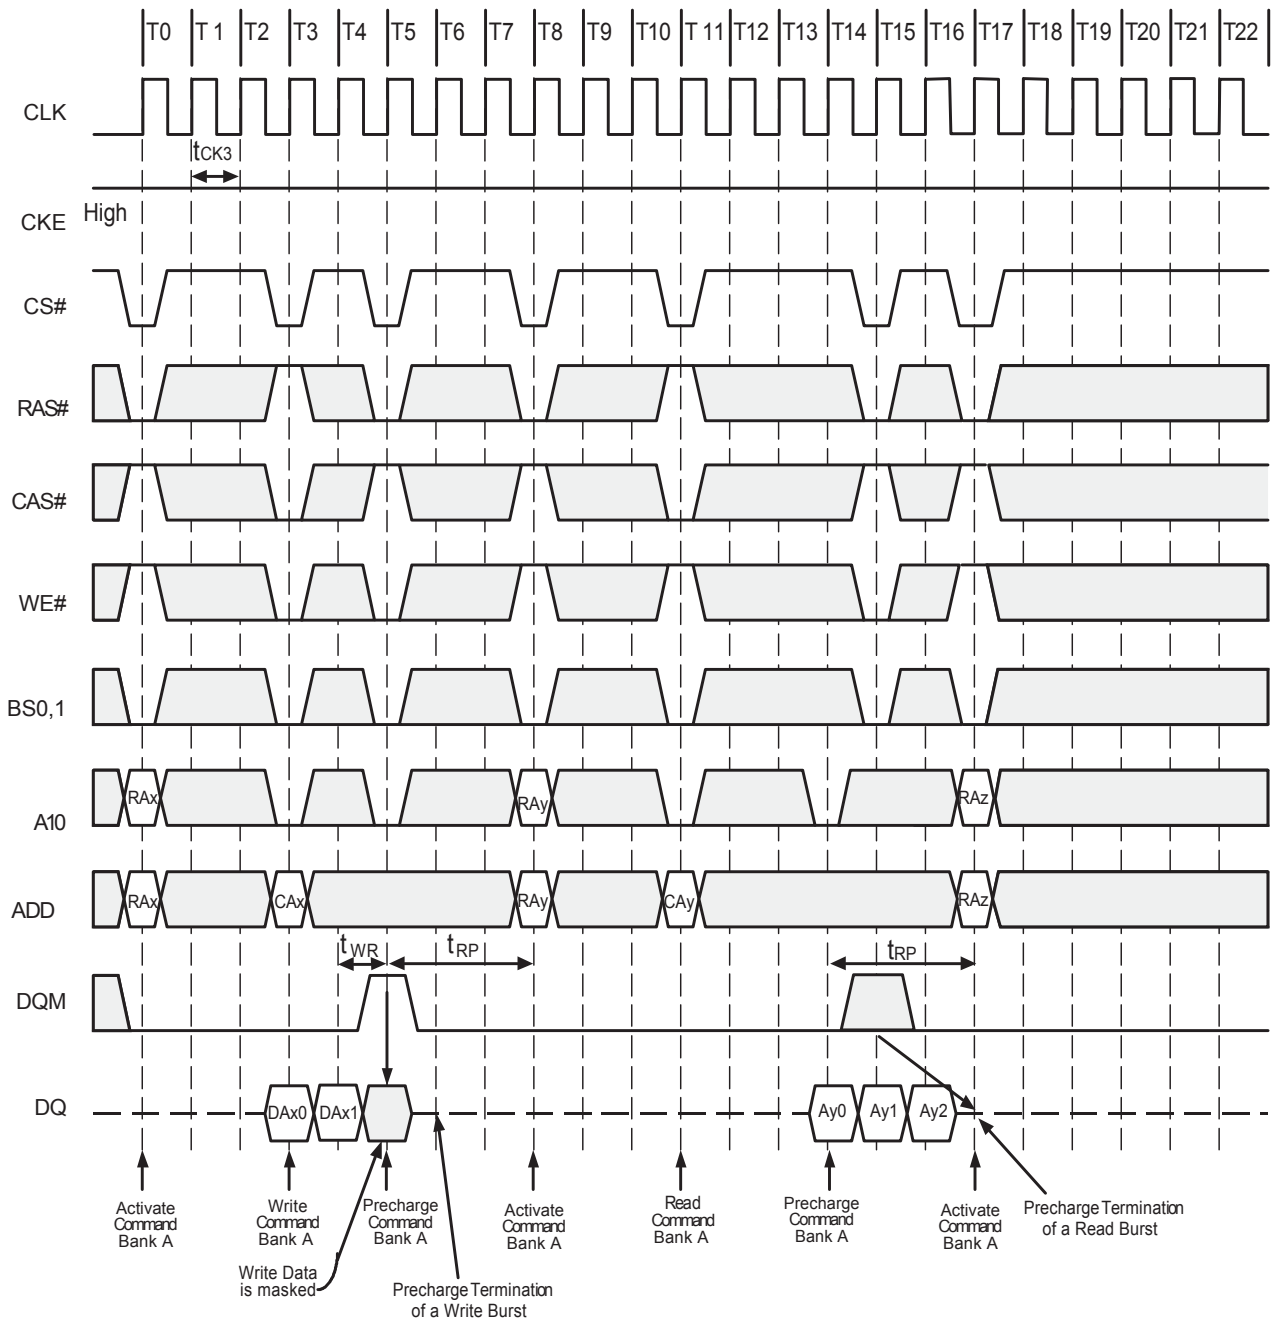 T0 T 1 T2 T3 T4 T5 T6 T7 T8 T9 T10 T 11 T12 T13 T14 T15 T16 T17 T18 T19 T20 T21 T22
CLK
tCK3
CKE High
CS#
RAS#
CAS#
WE#
BS0,1
A10 RAx RAy RAz
ADD RAx CAx RAy CAy RAz
tWR tRP tRP
DQM
DQ DAx0 DAx1 Ay0 Ay1 Ay2
Activate
Command
Bank A
Write
Command
Bank A
Precharge
Command
Bank A
Activate
Command
Bank A
Read
Command
Bank A
Precharge
Command
Bank A
Activate
Command
Bank A
Precharge Termination
of a Read Burst
Write Data
is masked
Precharge Termination
of a Write Burst